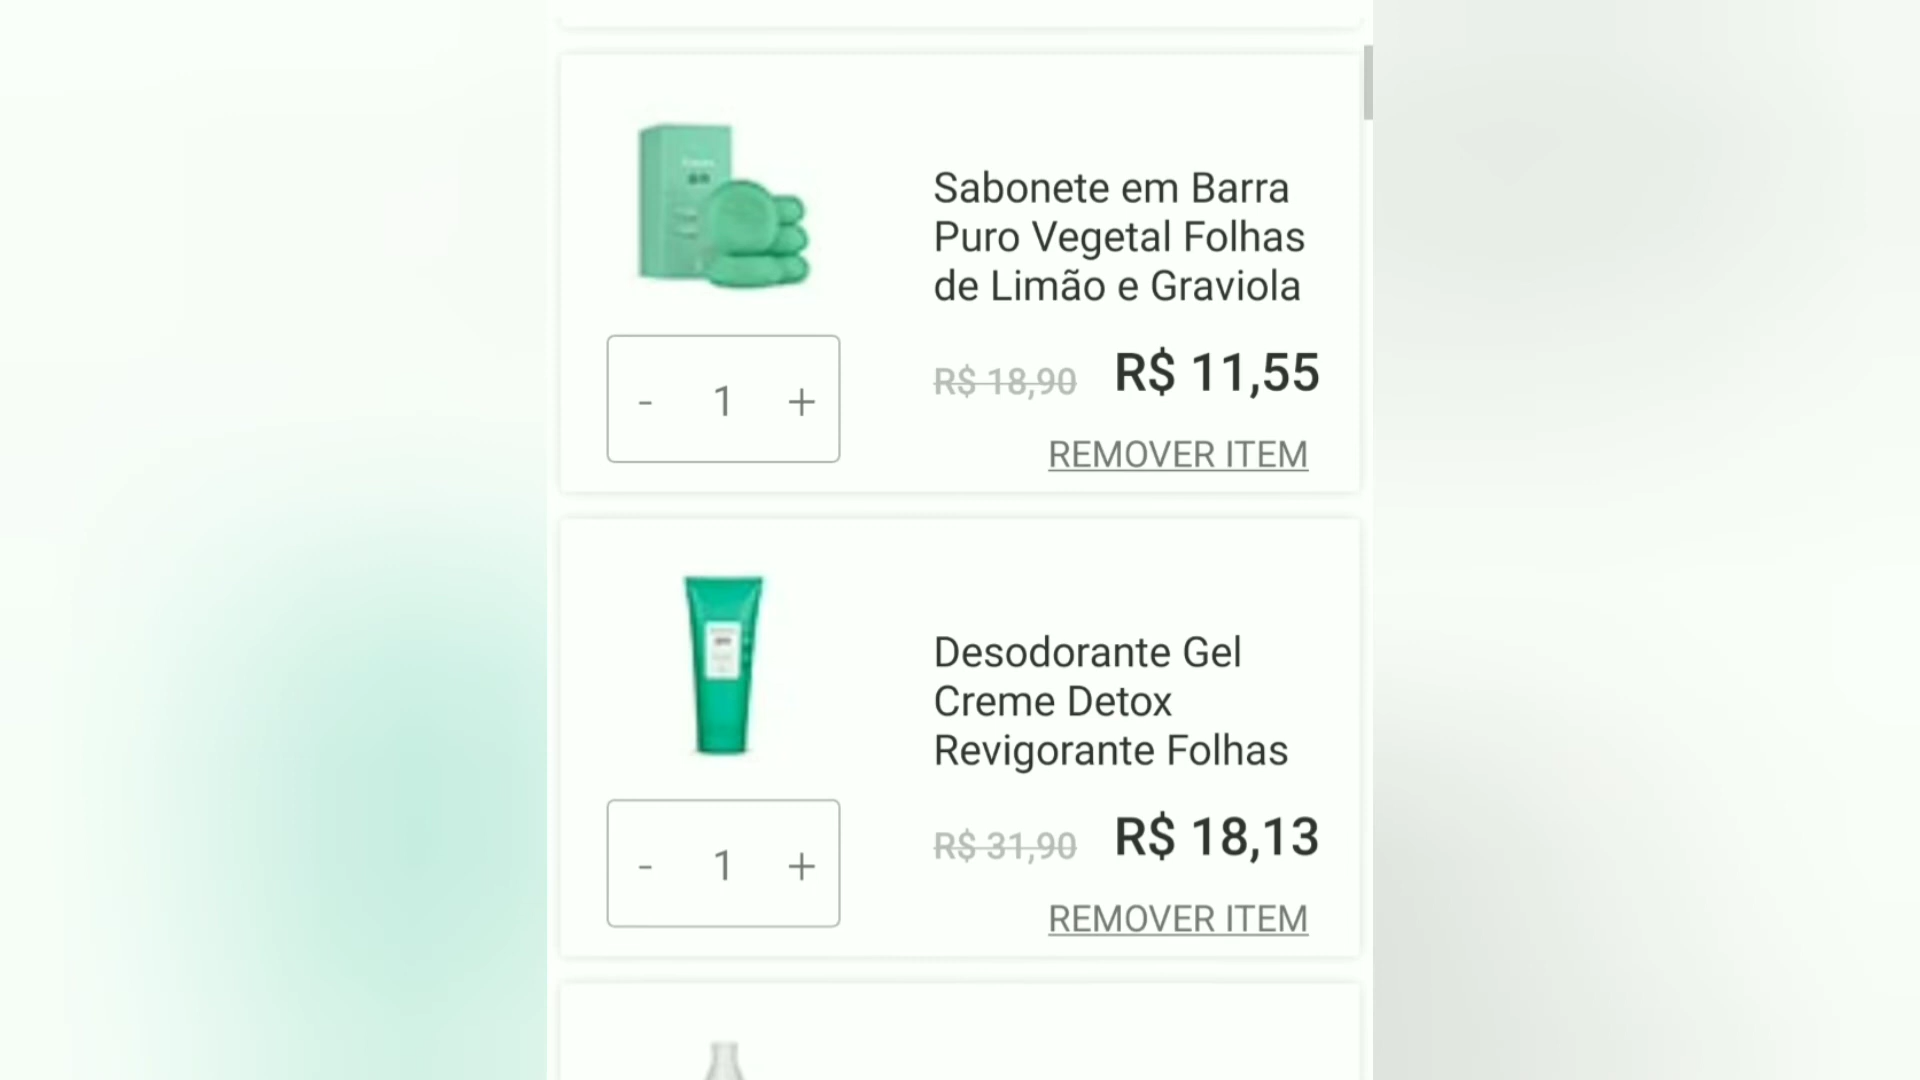 Sabonete em Barra
Puro Vegetal Folhas
de Limão e Graviola
- 1 +
R$ 18,90 R$ 11,55
REMOVER ITEM
Desodorante Gel
Creme Detox
Revigorante Folhas
- 1 +
R$ 31,90 R$ 18,13
REMOVER ITEM